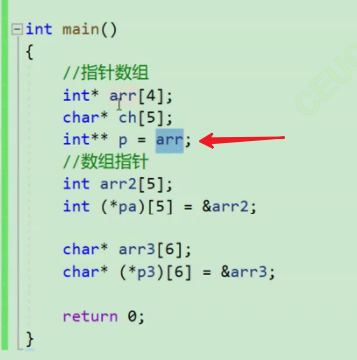 int main()
{
//指针数组
int* arr[4];
char* ch[5];
int** p = arr;
//数组指针
int arr2[5];
int (*pa)[5] = &arr2;
char* arr3[6];
char* (*p3)[6] = &arr3;
return 0;
}